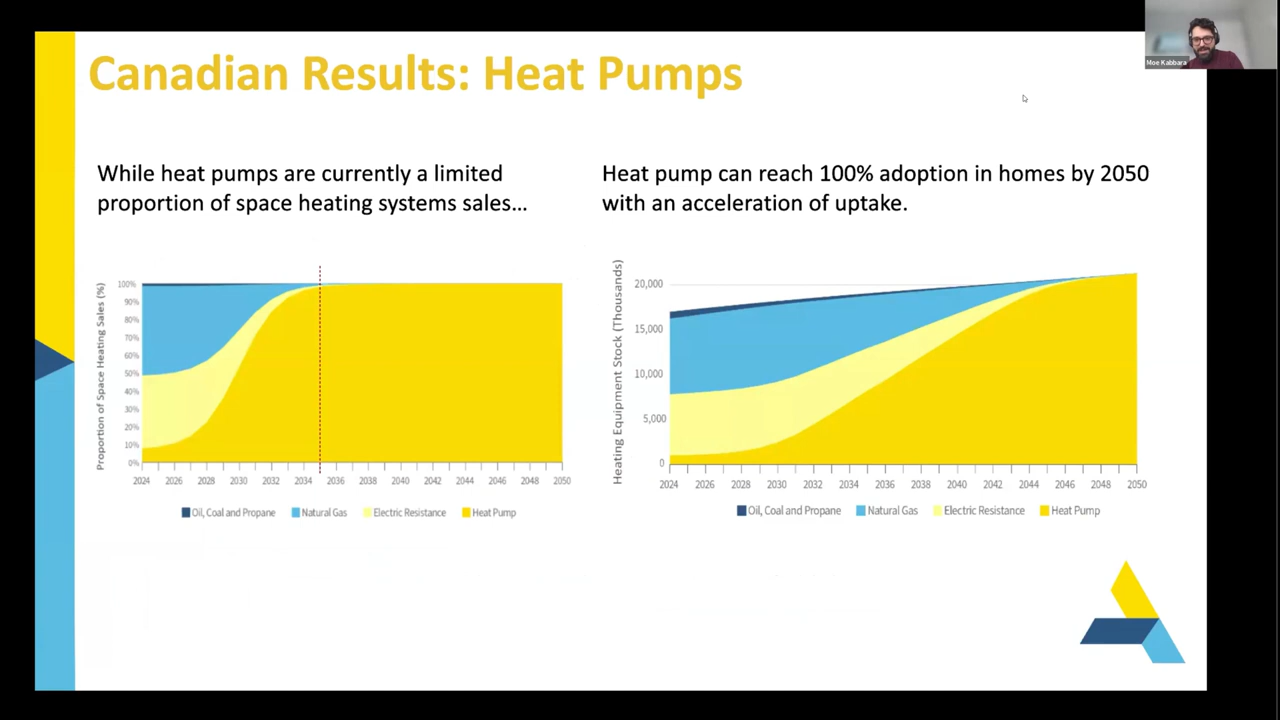 Moe Kabbara
Canadian Results: Heat Pumps
While heat pumps are currently a limited
proportion of space heating systems sales...
Heat pump can reach 100% adoption in homes by 2050
with an acceleration of uptake.
Proportion of Space Heating Sales (%)
100%
90%
80%
70%
60%
50%
40%
30%
20%
10%
0%
2024 2026 2028 2030 2032 2034 2036 2038 2040 2042 2044 2046 2048 2050
Oil, Coal and Propane Natural Gas Electric Resistance Heat Pump
Heating Equipment Stock (Thousands)
20,000
15,000
10,000
5,000
0
2024 2026 2028 2030 2032 2034 2036 2038 2040 2042 2044 2046 2048 2050
Oil, Coal and Propane Natural Gas Electric Resistance Heat Pump